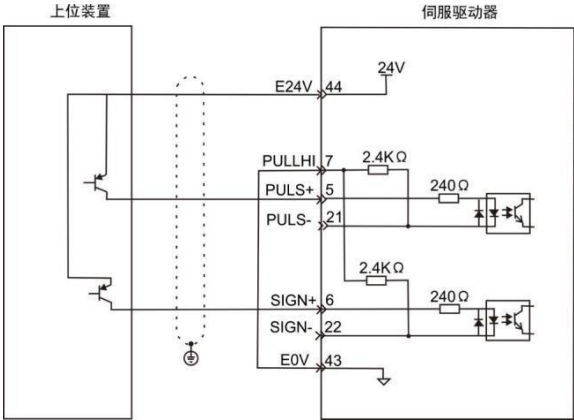 上位装置
伺服驱动器
24V
E24V 44
PULLHI 7
2.4KΩ
PULS+ 5
240Ω
PULS- 21
2.4KΩ
SIGN+ 6
240Ω
SIGN- 22
E0V 43